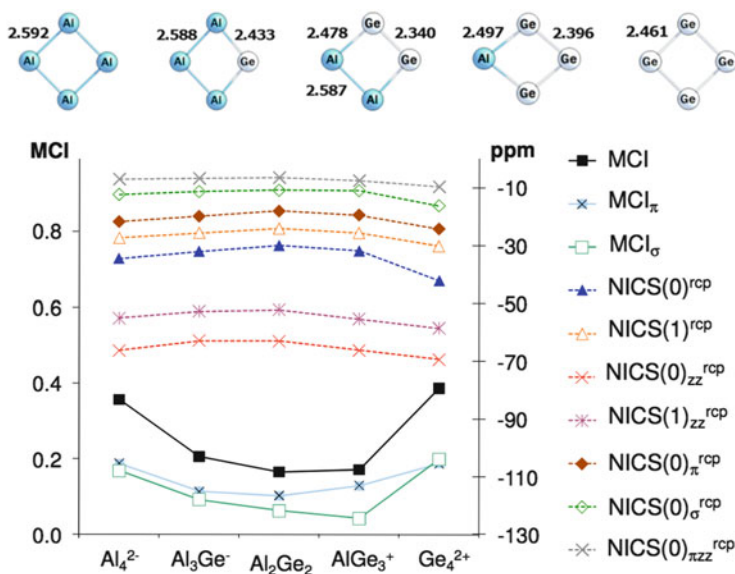 2.592 Al Al Al Al
2.588 2.433 Al Al Ge Al
2.478 2.340 Ge Al Ge 2.587 Al
2.497 2.396 Ge Al Ge Ge
2.461 Ge Ge Ge Ge
MCI
ppm
0.8
0.6
0.4
0.2
0.0
-10
-30
-50
-70
-90
-110
-130
Al₄²⁻ Al₃Ge⁻ Al₂Ge₂ AlGe₃⁺ Ge₄²⁺
MCI
MCIπ
MCIσ
NICS(0)ʳᶜᵖ
NICS(1)ʳᶜᵖ
NICS(0)zzʳᶜᵖ
NICS(1)zzʳᶜᵖ
NICS(0)πʳᶜᵖ
NICS(0)σʳᶜᵖ
NICS(0)πzzʳᶜᵖ